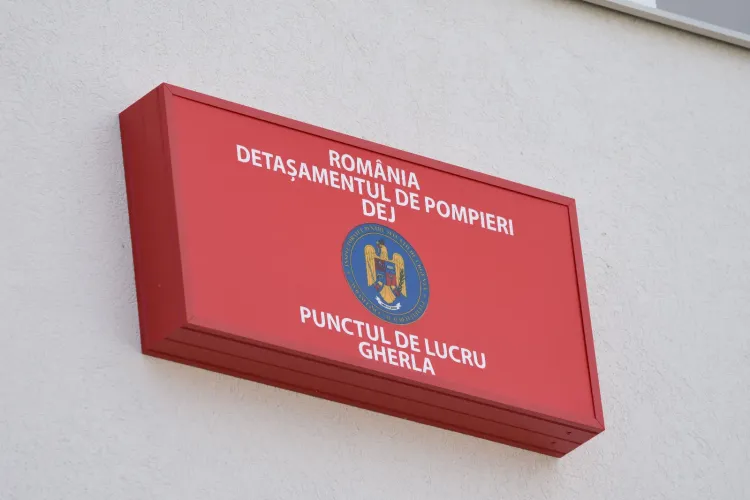 ROMÂNIA
DETAȘAMENTUL DE POMPIERI
DEJ
PUNCTUL DE LUCRU
GHERLA